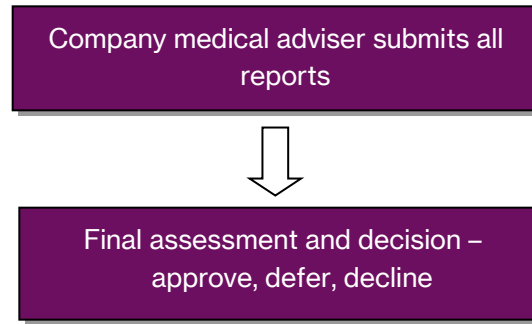 Company medical adviser submits all
reports
Final assessment and decision –
approve, defer, decline